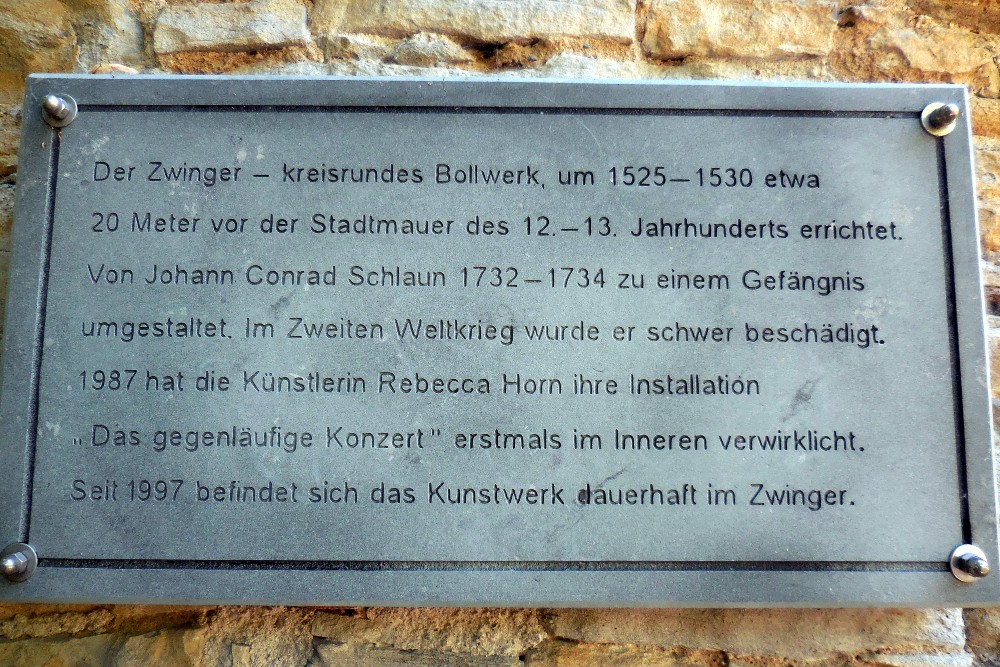 Der Zwinger – kreisrundes Bollwerk, um 1525–1530 etwa
20 Meter vor der Stadtmauer des 12.–13. Jahrhunderts errichtet.
Von Johann Conrad Schlaun 1732–1734 zu einem Gefängnis
umgestaltet. Im Zweiten Weltkrieg wurde er schwer beschädigt.
1987 hat die Künstlerin Rebecca Horn ihre Installation
„Das gegenläufige Konzert" erstmals im Inneren verwirklicht.
Seit 1997 befindet sich das Kunstwerk dauerhaft im Zwinger.